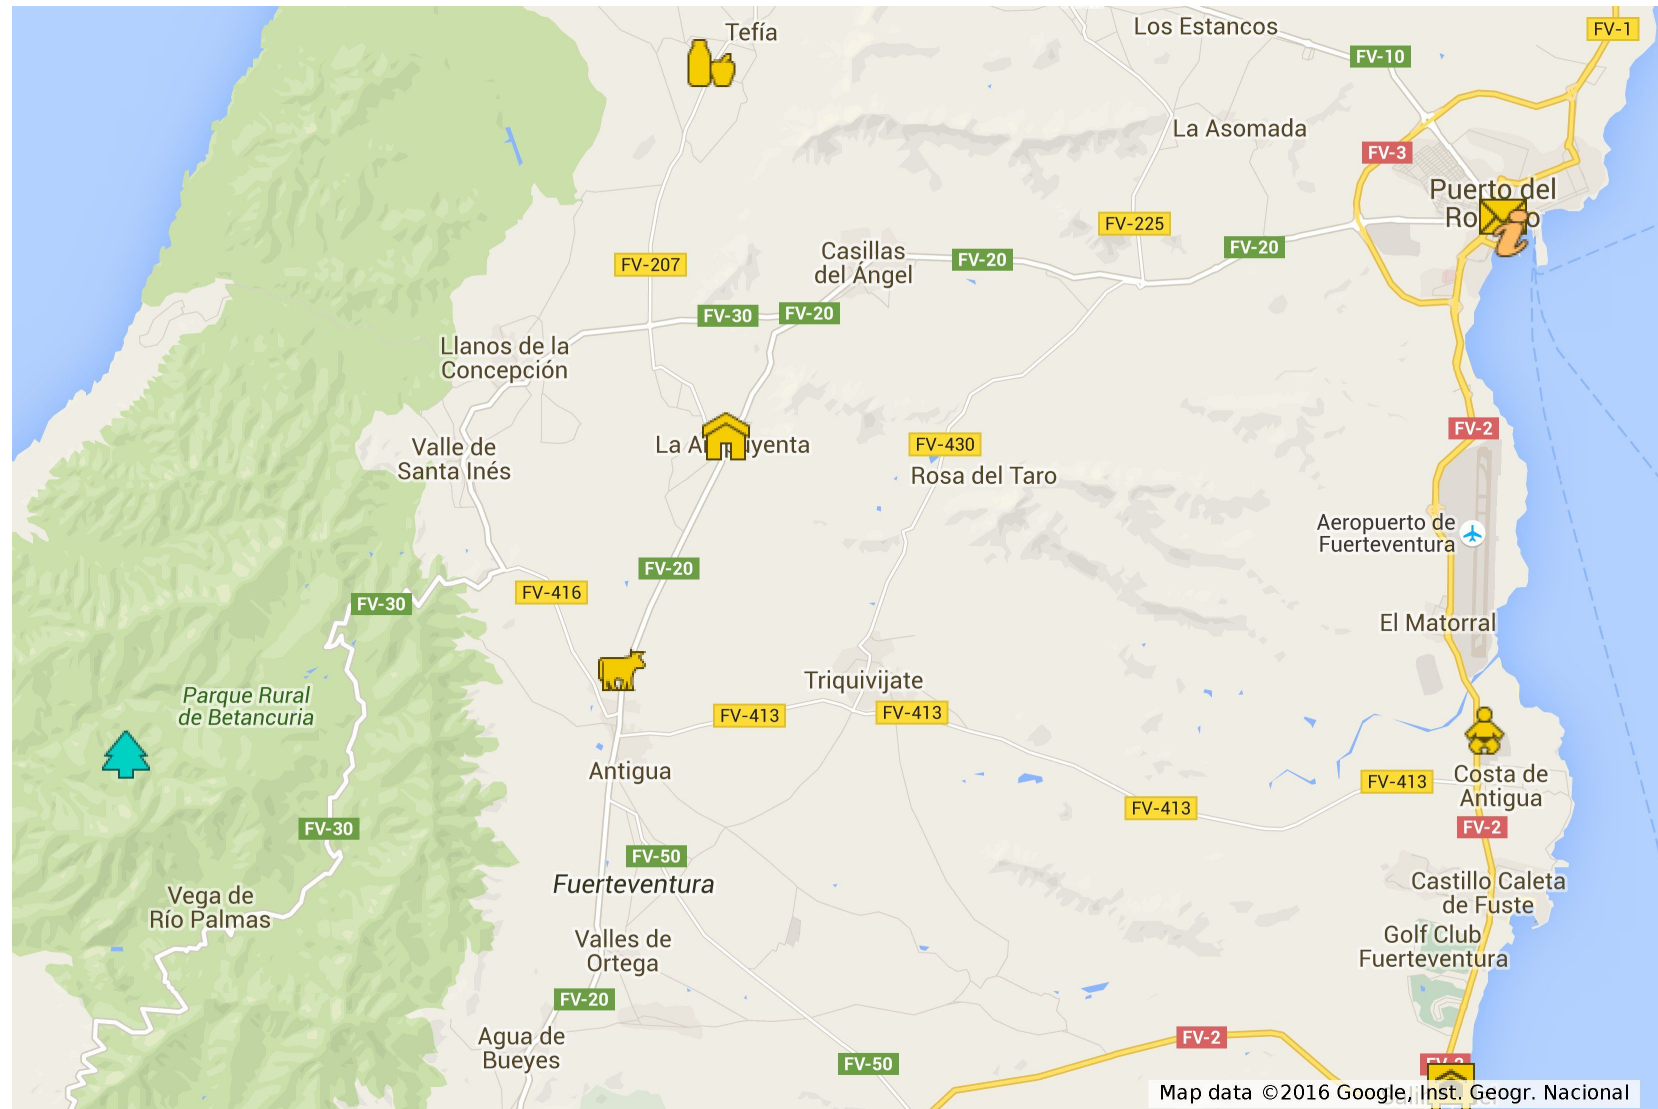 Tefía
Los Estancos
FV-1
FV-10
La Asomada
FV-3
Puerto del
FV-225
FV-20
Casillas
del Ángel
FV-20
FV-207
FV-30
FV-20
Llanos de la
Concepción
FV-2
La A yenta
FV-430
Valle de
Santa Inés
Rosa del Taro
Aeropuerto de
Fuerteventura
FV-20
FV-416
FV-30
El Matorral
Triquivijate
Parque Rural
de Betancuria
FV-413
FV-413
Antigua
Costa de
Antigua
FV-413
FV-413
FV-2
FV-30
FV-50
Fuerteventura
Castillo Caleta
de Fuste
Vega de
Río Palmas
Golf Club
Fuerteventura
Valles de
Ortega
FV-20
Agua de
Bueyes
FV-2
FV-50
Map data ©2016 Google, Inst. Geogr. Nacional